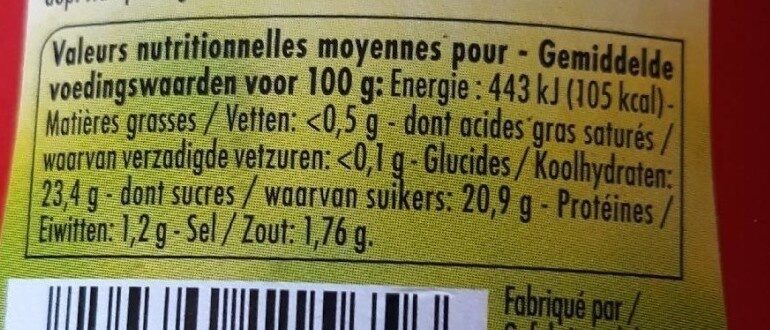 Valeurs nutritionnelles moyennes pour - Gemiddelde
voedingswaarden voor 100 g: Energie : 443 kJ (105 kcal)-
Matières grasses / Vetten: <0,5 g - dont acides gras saturés /
waarvan verzadigde vetzuren: <0,1 g - Glucides / Koolhydraten:
23,4 g - dont sucres / waarvan suikers: 20,9 g - Protéines /
Eiwitten: 1,2 g - Sel / Zout: 1,76 g.
Fabriqué par /